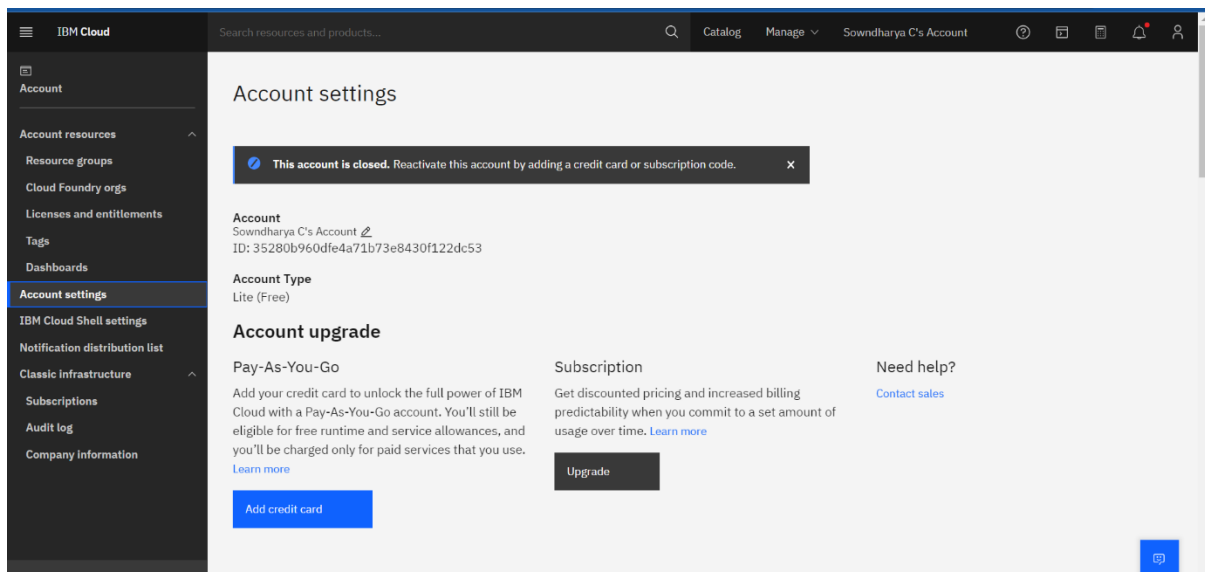 IBM Cloud
Search resources and products...
Catalog
Manage
Sowndharya C's Account
Account
Account resources
Resource groups
Cloud Foundry orgs
Licenses and entitlements
Tags
Dashboards
Account settings
IBM Cloud Shell settings
Notification distribution list
Classic infrastructure
Subscriptions
Audit log
Company information
Account settings
This account is closed. Reactivate this account by adding a credit card or subscription code.
Account
Sowndharya C's Account
ID: 35280b960dfe4a71b73e8430f122dc53
Account Type
Lite (Free)
Account upgrade
Pay-As-You-Go
Add your credit card to unlock the full power of IBM
Cloud with a Pay-As-You-Go account. You'll still be
eligible for free runtime and service allowances, and
you'll be charged only for paid services that you use.
Learn more
Add credit card
Subscription
Get discounted pricing and increased billing
predictability when you commit to a set amount of
usage over time. Learn more
Upgrade
Need help?
Contact sales